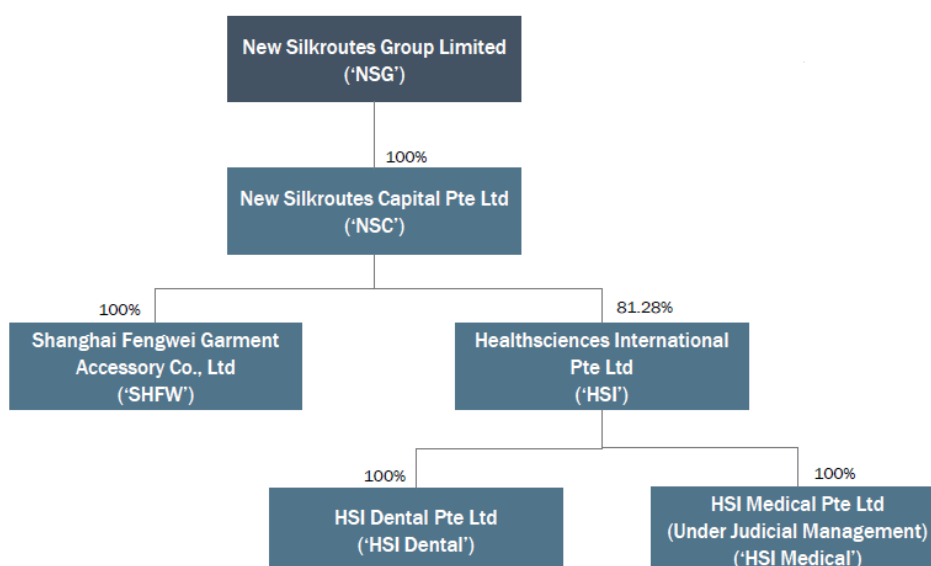 New Silkroutes Group Limited
('NSG')
100%
New Silkroutes Capital Pte Ltd
('NSC')
100%
81.28%
Shanghai Fengwei Garment
Accessory Co., Ltd
('SHFW')
Healthsciences International
Pte Ltd
('HSI')
100%
100%
HSI Dental Pte Ltd
('HSI Dental')
HSI Medical Pte Ltd
(Under Judicial Management)
('HSI Medical')